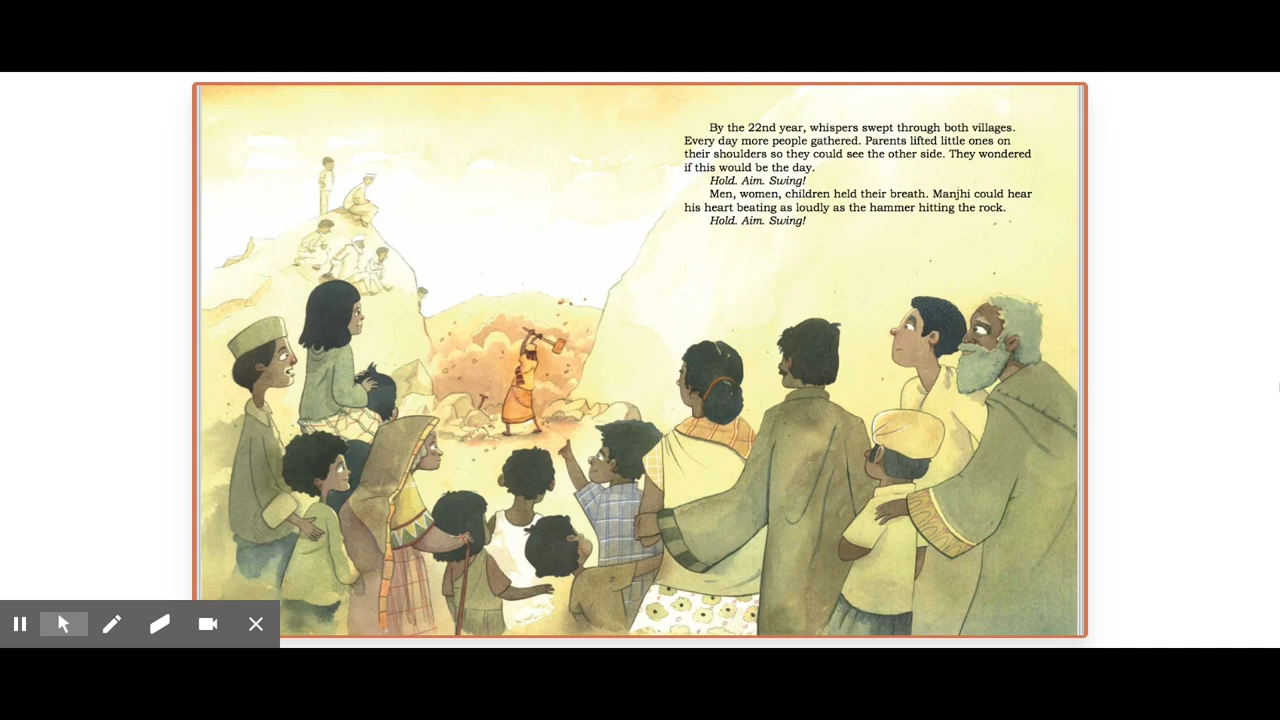 By the 22nd year, whispers swept through both villages.
Every day more people gathered. Parents lifted little ones on
their shoulders so they could see the other side. They wondered
if this would be the day.
Hold. Aim. Swing!
Men, women, children held their breath. Manjhi could hear
his heart beating as loudly as the hammer hitting the rock.
Hold. Aim. Swing!